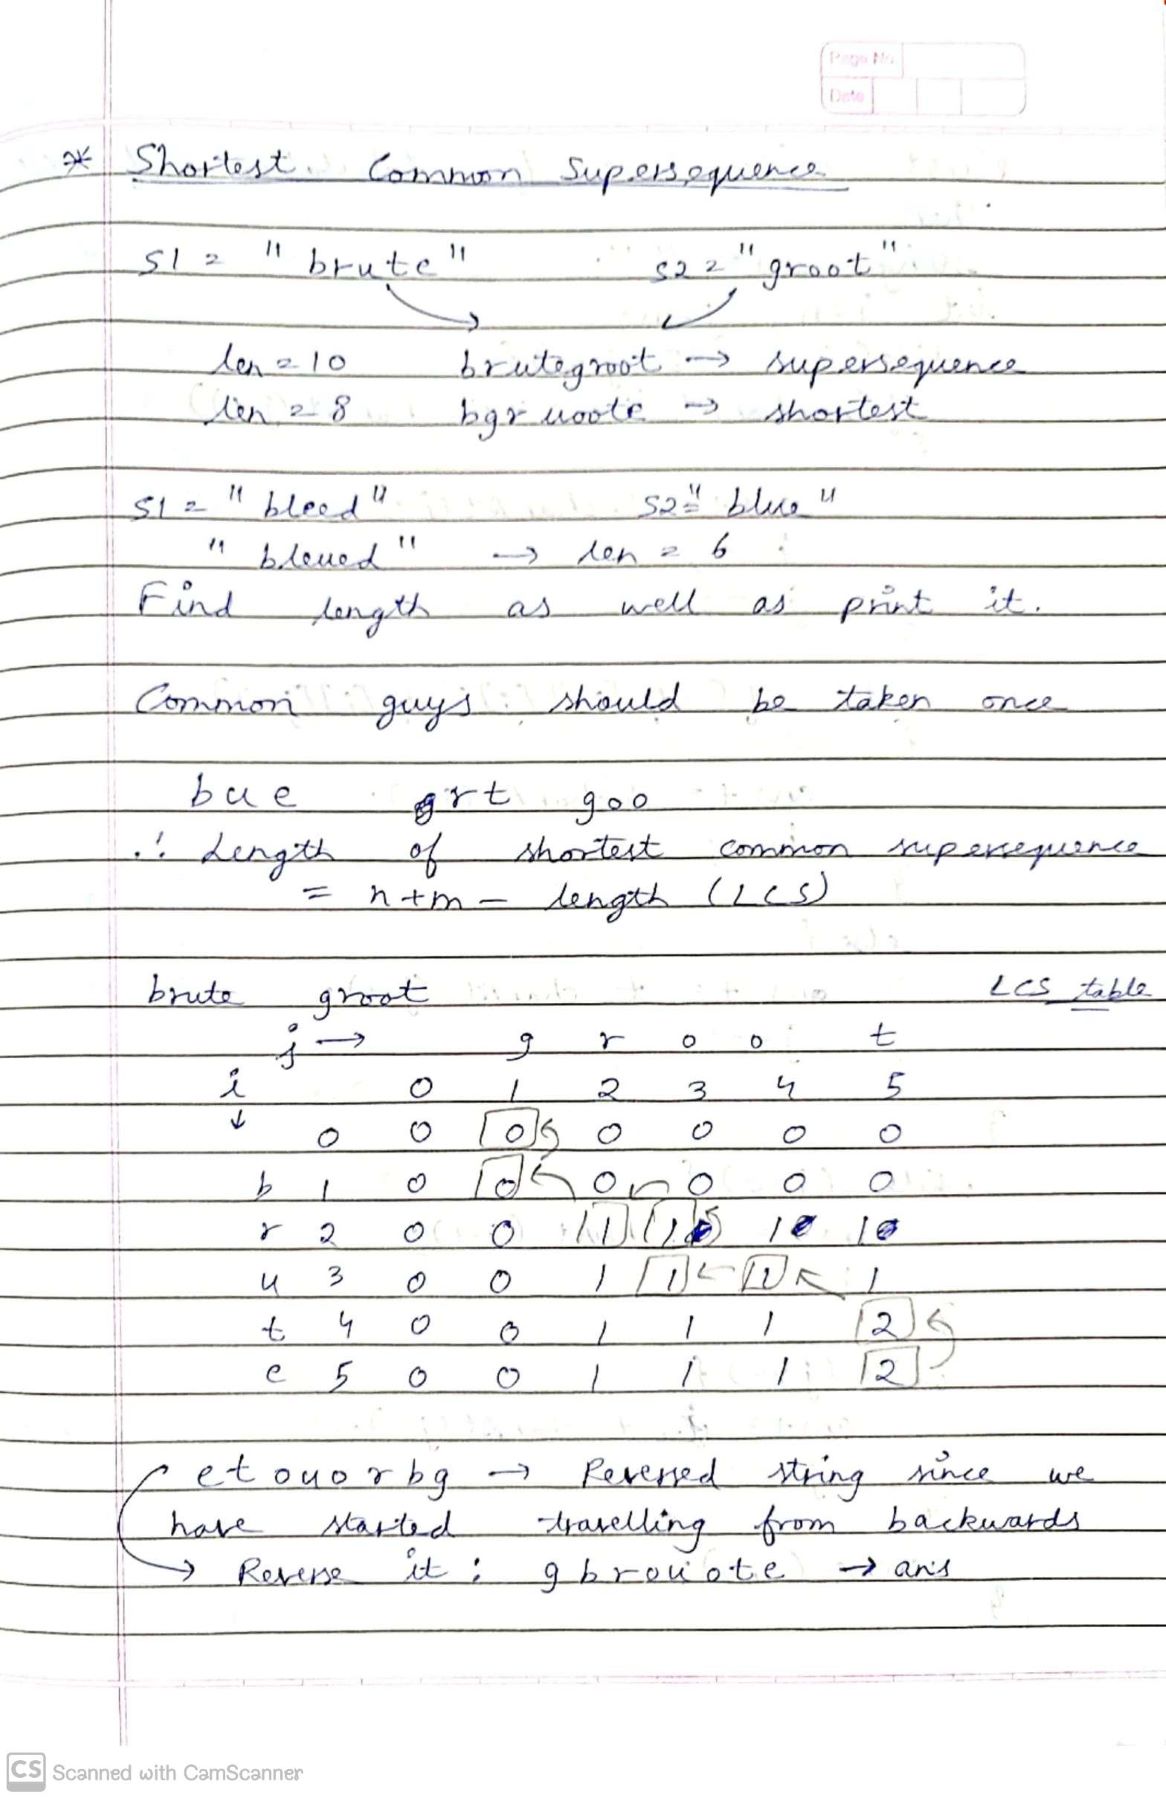 Page No.
Date
* Shortest Common Supersequence
S1 = "brute" S2 = "groot"
len = 10 brutegroot → supersequence
len = 8 bgruoote → shortest
S1 = "bleed" S2 = "blue"
"bleued" → len = 6
Find length as well as print it.
Common guys should be taken once
bue grt goo
∴ Length of shortest common supersequence
= n+m - length (LCS)
brute groot LCS table
j → g r o o t
i 0 1 2 3 4 5
↓ 0 0 0 0 0 0 0
b 1 0 0 0 0 0 0
r 2 0 0 1 1 1 1
u 3 0 0 1 1 1 1
t 4 0 0 1 1 1 2
e 5 0 0 1 1 1 2
etouorbg → Reversed string since we
have started travelling from backwards
→ Reverse it : gbrouote → ans
CS Scanned with CamScanner